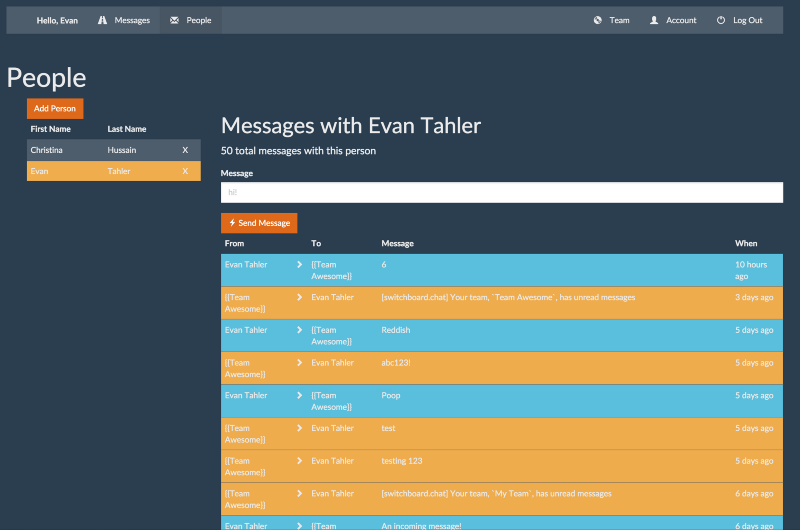 Hello, Evan Messages People Team Account Log Out
People
Add Person
First Name Last Name
Christina Hussain X
Evan Tahler X
Messages with Evan Tahler
50 total messages with this person
Message
hi!
Send Message
From To Message When
Evan Tahler {{Team 6 10 hours
Awesome}} ago
{{Team Evan Tahler [switchboard.chat] Your team, `Team Awesome`, has unread messages 3 days ago
Awesome}}
Evan Tahler {{Team Reddish 5 days ago
Awesome}}
{{Team Evan Tahler abc123! 5 days ago
Awesome}}
Evan Tahler {{Team Poop 5 days ago
Awesome}}
{{Team Evan Tahler test 5 days ago
Awesome}}
{{Team Evan Tahler testing 123 5 days ago
Awesome}}
{{Team Evan Tahler [switchboard.chat] Your team, `My Team`, has unread messages 6 days ago
Awesome}}
Evan Tahler {{Team An incoming message! 6 days ago